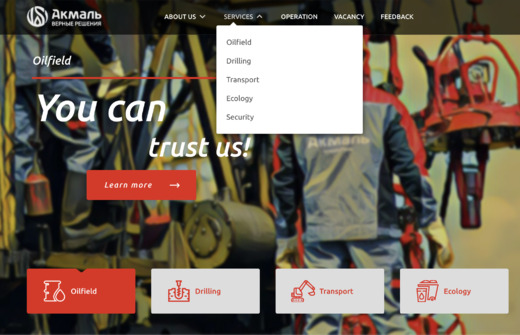 Акмаль
ВЕРНЫЕ РЕШЕНИЯ
ABOUT US
SERVICES
OPERATION
VACANCY
FEEDBACK
Oilfield
Drilling
Transport
Ecology
Security
Oilfield
You can
trust us!
Learn more
Акмаль
Oilfield
Drilling
Transport
Ecology